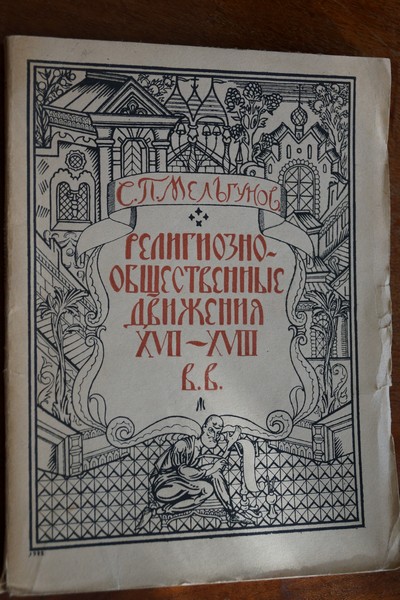 С.П.МЕЛЬГУНОВ
РЕЛИГИОЗНО-
ОБЩЕСТВЕННЫЕ
ДВИЖЕНИЯ
XVII–XVIII
В.В.